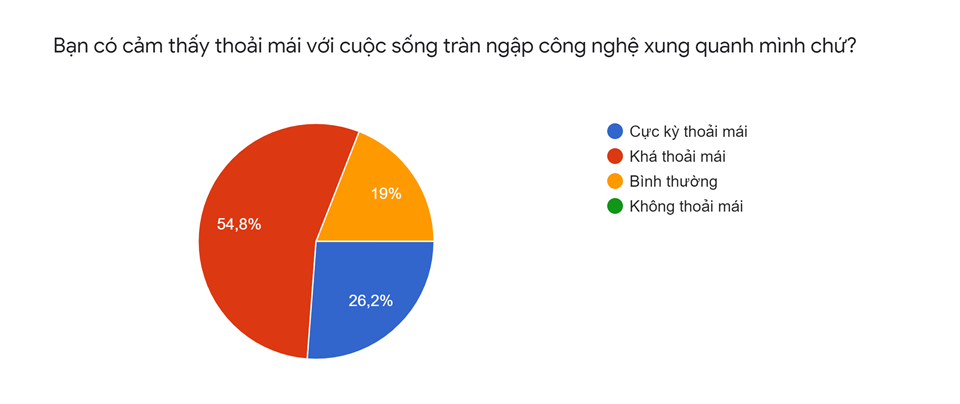 Bạn có cảm thấy thoải mái với cuộc sống tràn ngập công nghệ xung quanh mình chứ?
Cực kỳ thoải mái
Khá thoải mái
Bình thường
Không thoải mái
19%
54,8%
26,2%